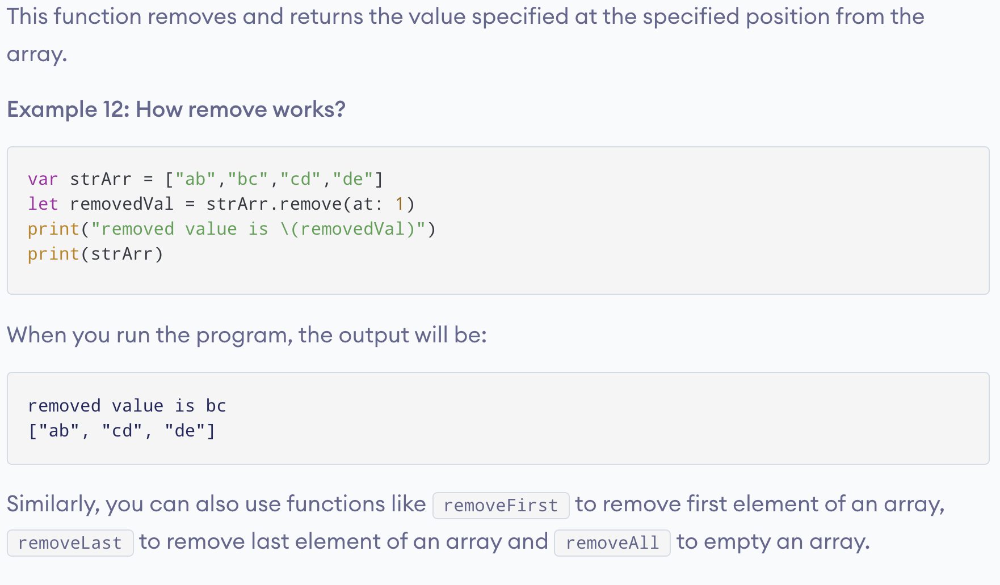 This function removes and returns the value specified at the specified position from the
array.
Example 12: How remove works?
var strArr = ["ab","bc","cd","de"]
let removedVal = strArr.remove(at: 1)
print("removed value is \(removedVal)")
print(strArr)
When you run the program, the output will be:
removed value is bc
["ab", "cd", "de"]
Similarly, you can also use functions like removeFirst to remove first element of an array,
removeLast to remove last element of an array and removeAll to empty an array.